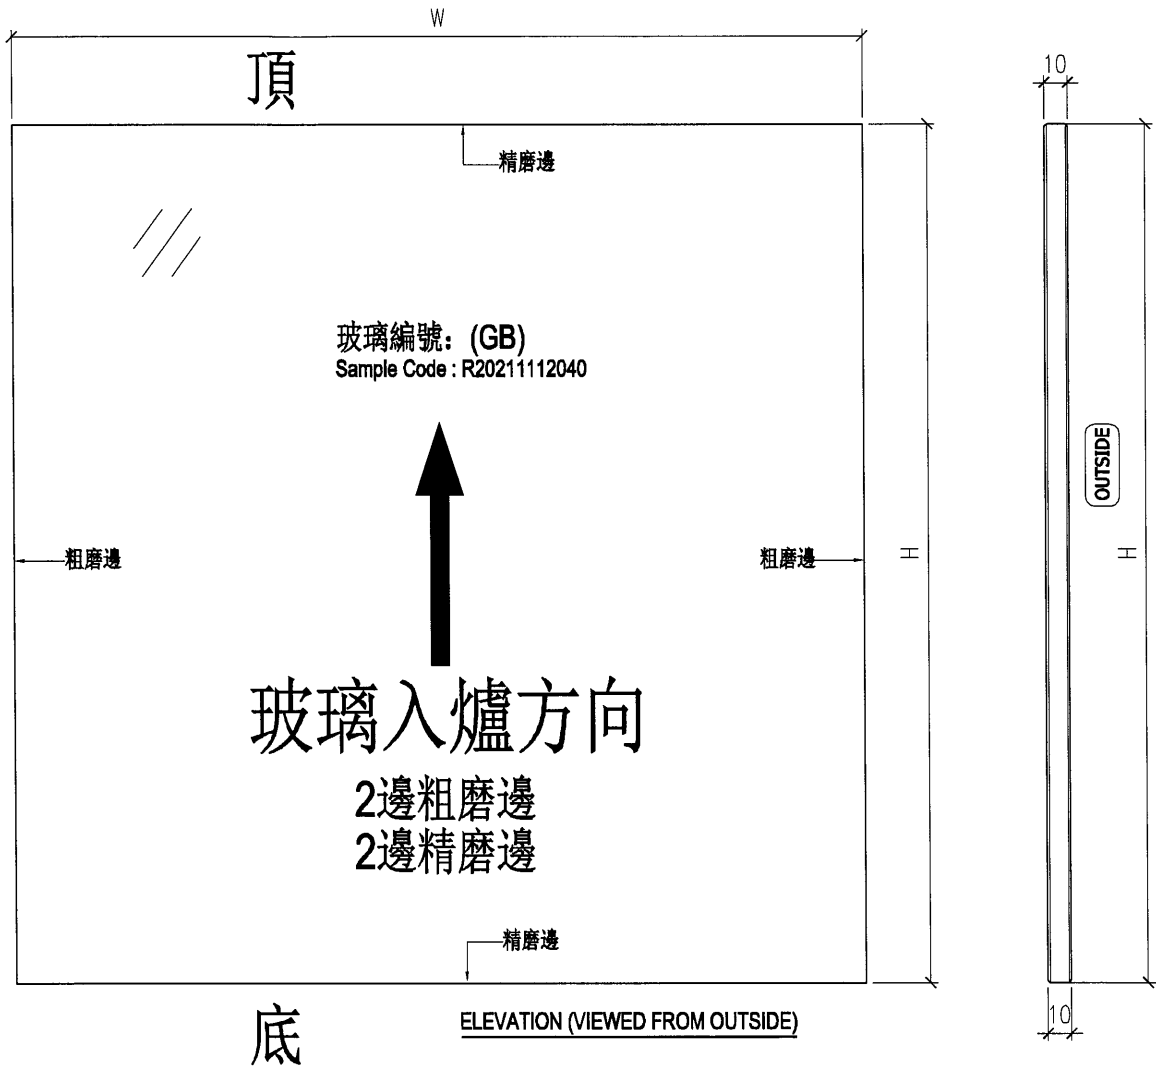 W
頂
10
精磨邊
玻璃編號: (GB)
Sample Code : R20211112040
OUTSIDE
粗磨邊
粗磨邊
H
H
玻璃入爐方向
2邊粗磨邊
2邊精磨邊
精磨邊
底
ELEVATION (VIEWED FROM OUTSIDE)
10